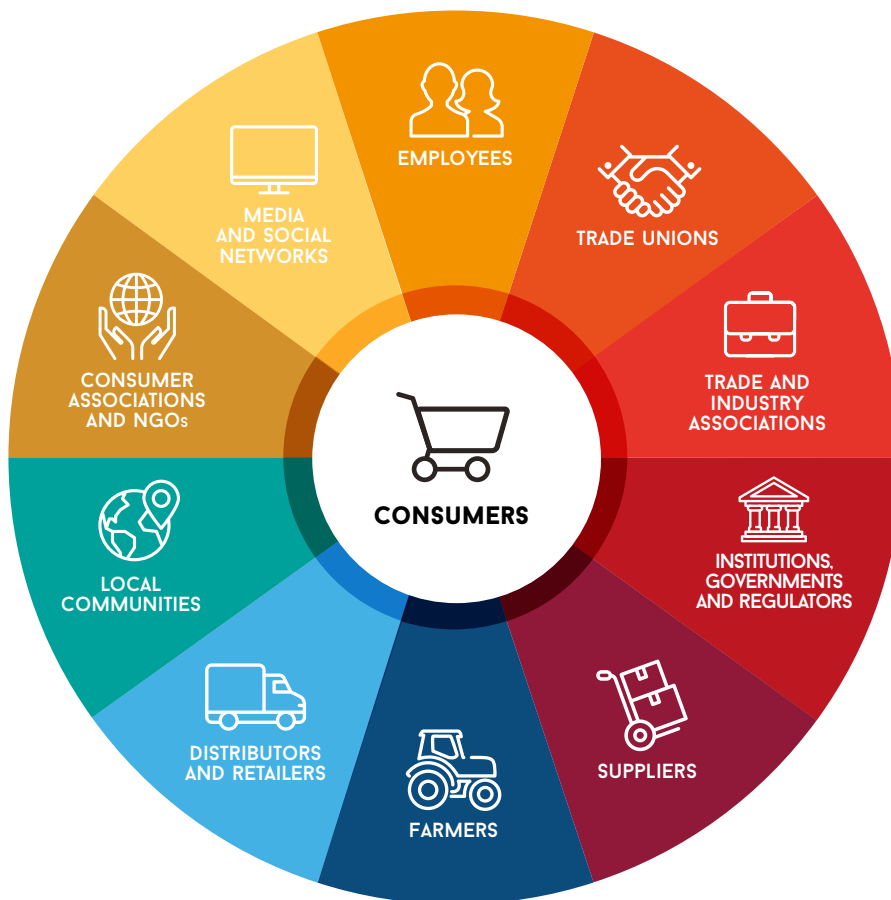 EMPLOYEES
TRADE UNIONS
TRADE AND
INDUSTRY
ASSOCIATIONS
INSTITUTIONS,
GOVERNMENTS
AND REGULATORS
SUPPLIERS
FARMERS
DISTRIBUTORS
AND RETAILERS
LOCAL
COMMUNITIES
CONSUMER
ASSOCIATIONS
AND NGOs
MEDIA
AND SOCIAL
NETWORKS
CONSUMERS